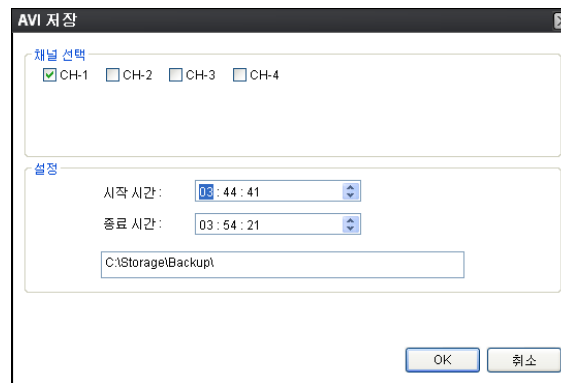 AVI 저장
채널 선택
CH-1 CH-2 CH-3 CH-4
설정
시작 시간 : 03 : 44 : 41
종료 시간 : 03 : 54 : 21
C:\Storage\Backup\
OK 취소